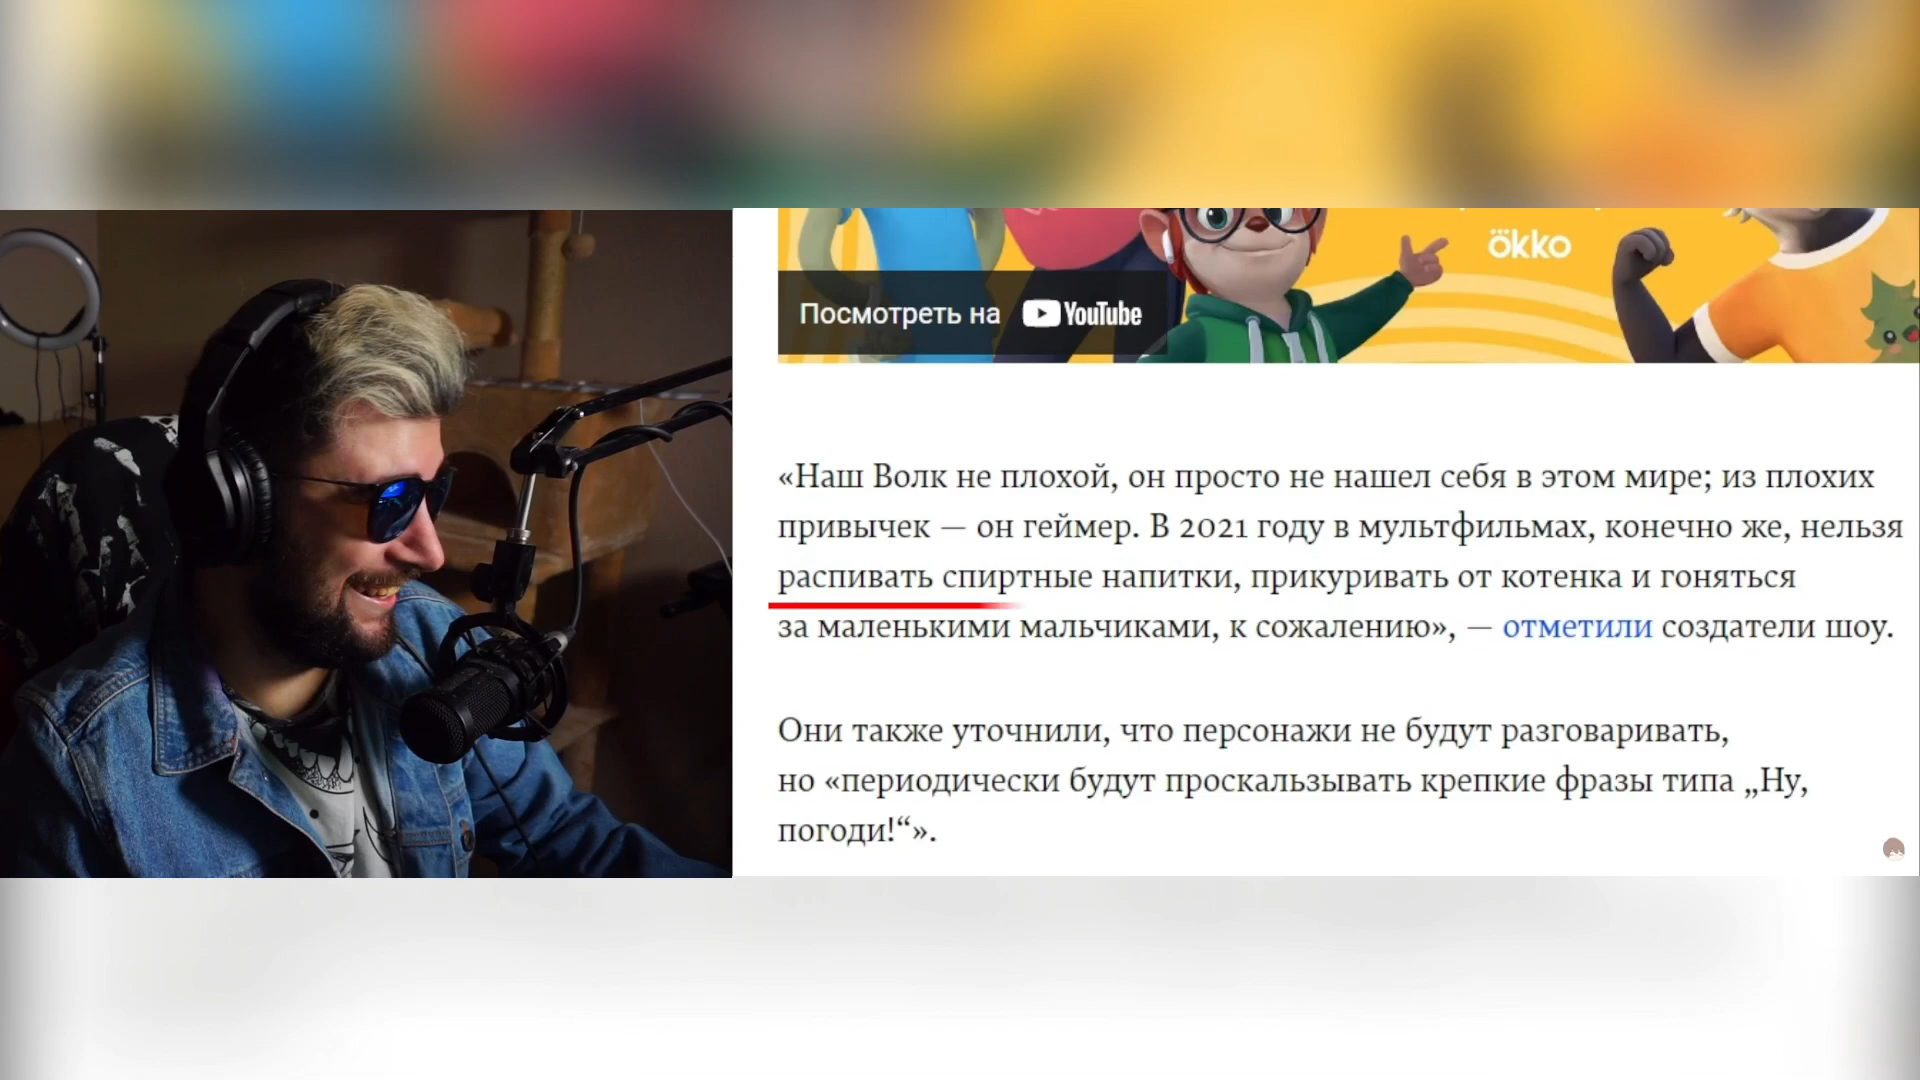 ökko
Посмотреть на YouTube
«Наш Волк не плохой, он просто не нашел себя в этом мире; из плохих
привычек — он геймер. В 2021 году в мультфильмах, конечно же, нельзя
распивать спиртные напитки, прикуривать от котенка и гоняться
за маленькими мальчиками, к сожалению», — отметили создатели шоу.
Они также уточнили, что персонажи не будут разговаривать,
но «периодически будут проскальзывать крепкие фразы типа „Ну,
погоди!“».